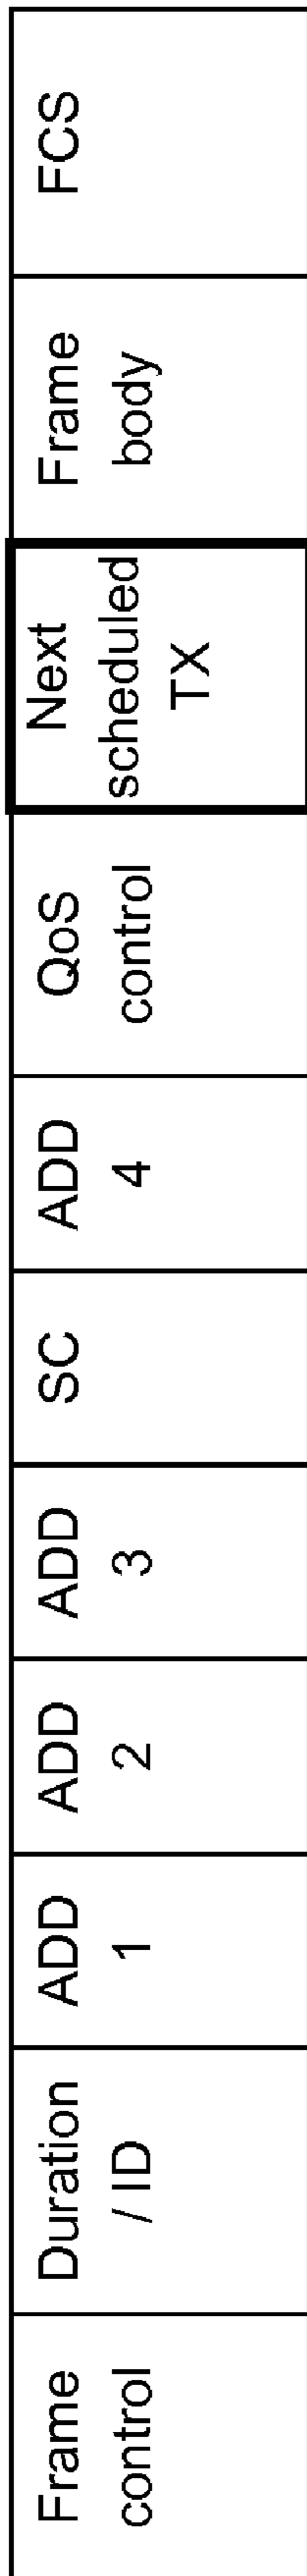 Frame
control
Duration
/ ID
ADD
1
ADD
2
ADD
3
SC
ADD
4
QoS
control
Next
scheduled
TX
Frame
body
FCS